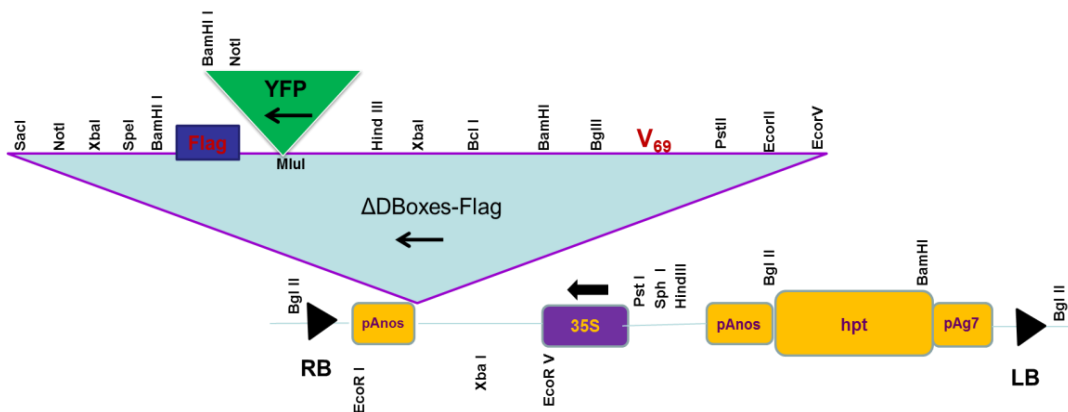 BamHI I
NotI
YFP
SacI
NotI
XbaI
SpeI
BamHI I
Flag
MluI
Hind III
XbaI
Bcl I
BamHI
BglII
V69
PstII
EcorII
EcorV
ΔDBoxes-Flag
Bgl II
RB
pAnos
EcoR I
Xba I
EcoR V
35S
Pst I
Sph I
HindIII
pAnos
Bgl II
hpt
BamHI
pAg7
LB
Bgl II